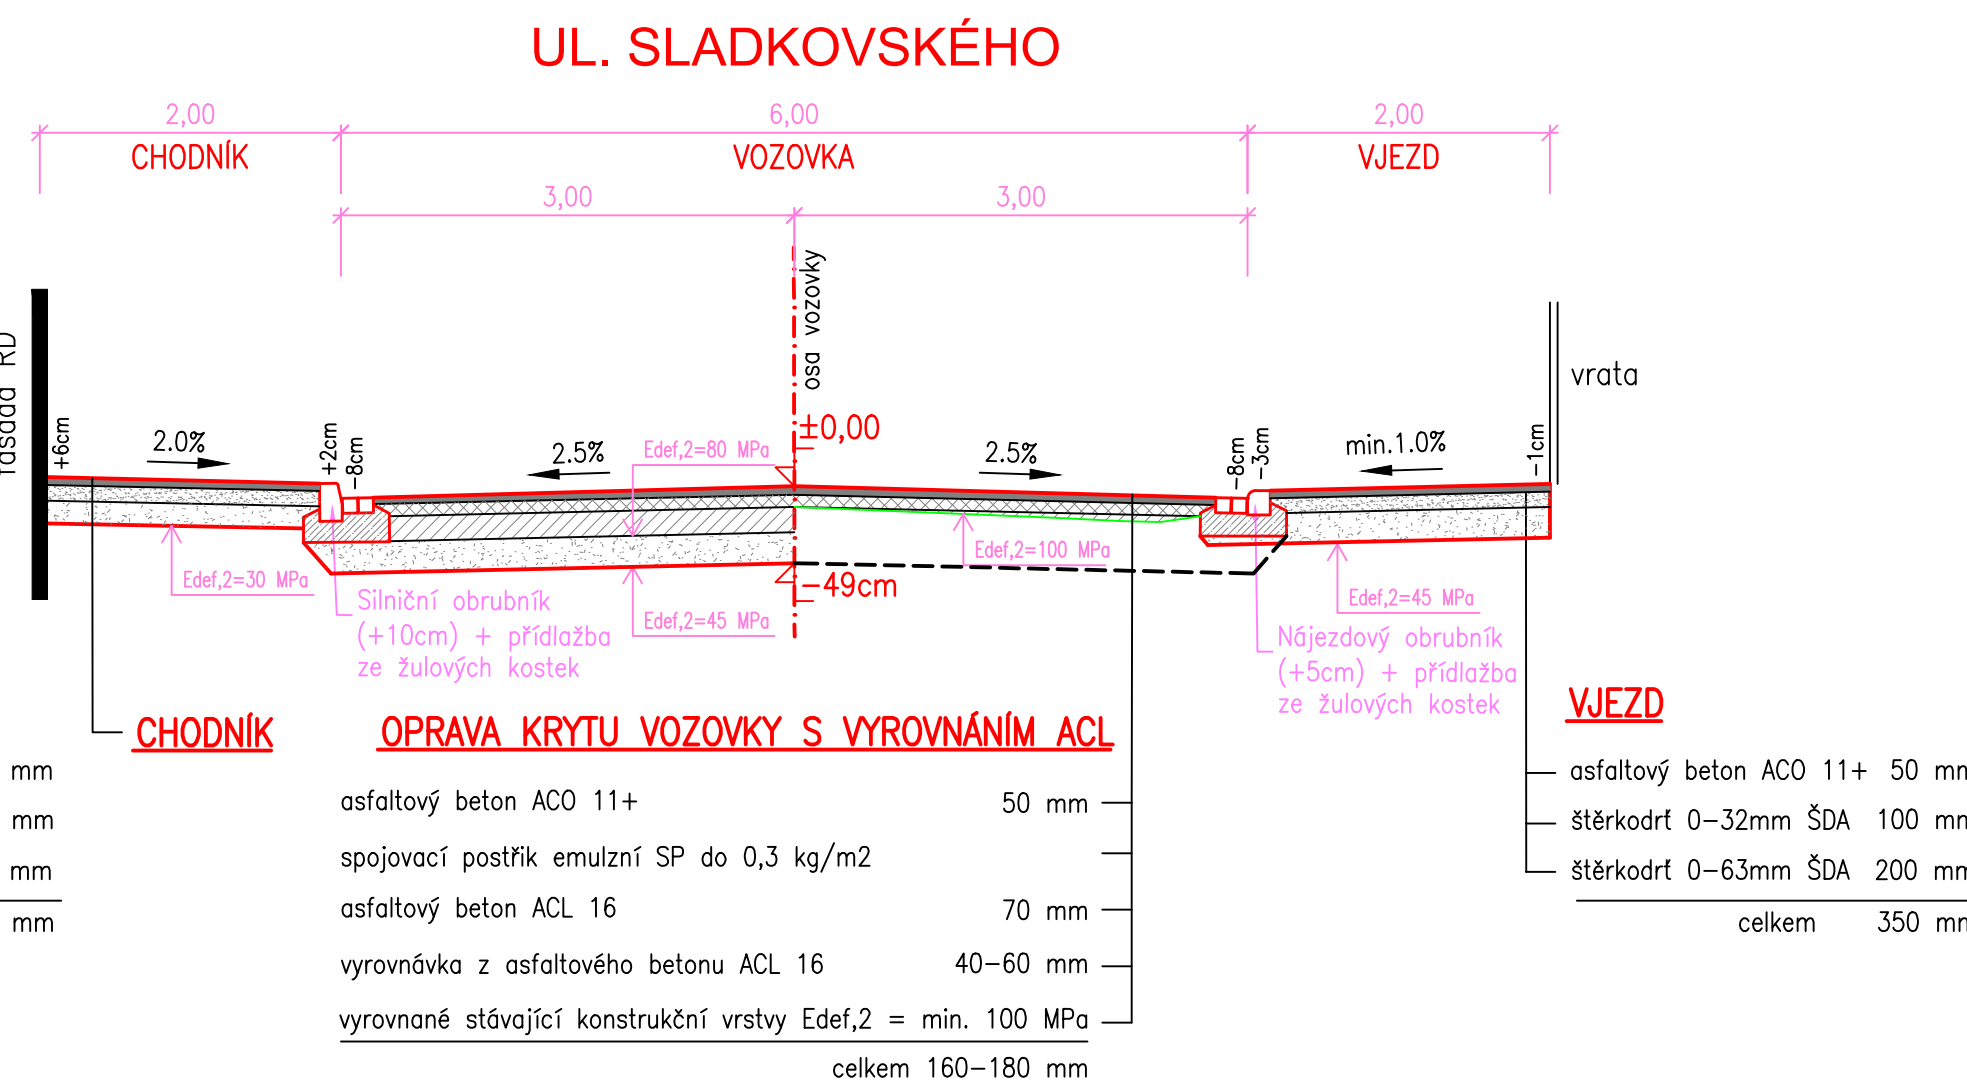 UL. SLADKOVSKÉHO
2,00
6,00
2,00
CHODNÍK
VOZOVKA
VJEZD
3,00
3,00
osa vozovky
fasáda RD
vrata
+6cm
2.0%
+2cm
-8cm
2.5%
Edef,2=80 MPa
±0,00
2.5%
-8cm
-3cm
min.1.0%
-1cm
Edef,2=30 MPa
Edef,2=100 MPa
-49cm
Edef,2=45 MPa
Edef,2=45 MPa
Silniční obrubník
(+10cm) + přídlažba
ze žulových kostek
Nájezdový obrubník
(+5cm) + přídlažba
ze žulových kostek
CHODNÍK
mm
mm
mm
mm
OPRAVA KRYTU VOZOVKY S VYROVNÁNÍM ACL
asfaltový beton ACO 11+ 50 mm
spojovací postřik emulzní SP do 0,3 kg/m2
asfaltový beton ACL 16 70 mm
vyrovnávka z asfaltového betonu ACL 16 40-60 mm
vyrovnané stávající konstrukční vrstvy Edef,2 = min. 100 MPa
celkem 160-180 mm
VJEZD
asfaltový beton ACO 11+ 50 mm
štěrkodrť 0-32mm ŠDA 100 mm
štěrkodrť 0-63mm ŠDA 200 mm
celkem 350 mm